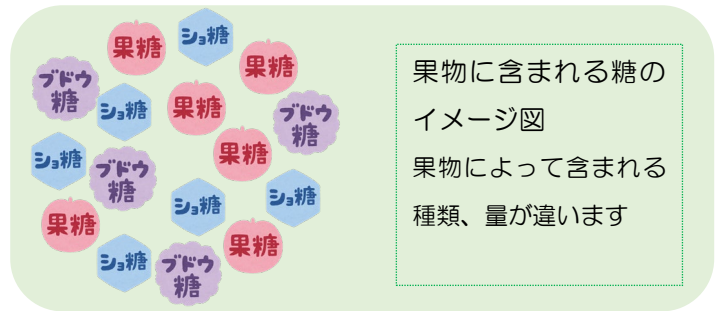 果糖
ショ糖
果糖
ブドウ
糖
ショ糖
果糖
ブドウ
糖
果糖
ショ糖
ブドウ
糖
ショ糖
ショ糖
果糖
果糖
ショ糖
ブドウ
糖
果物に含まれる糖の
イメージ図
果物によって含まれる
種類、量が違います